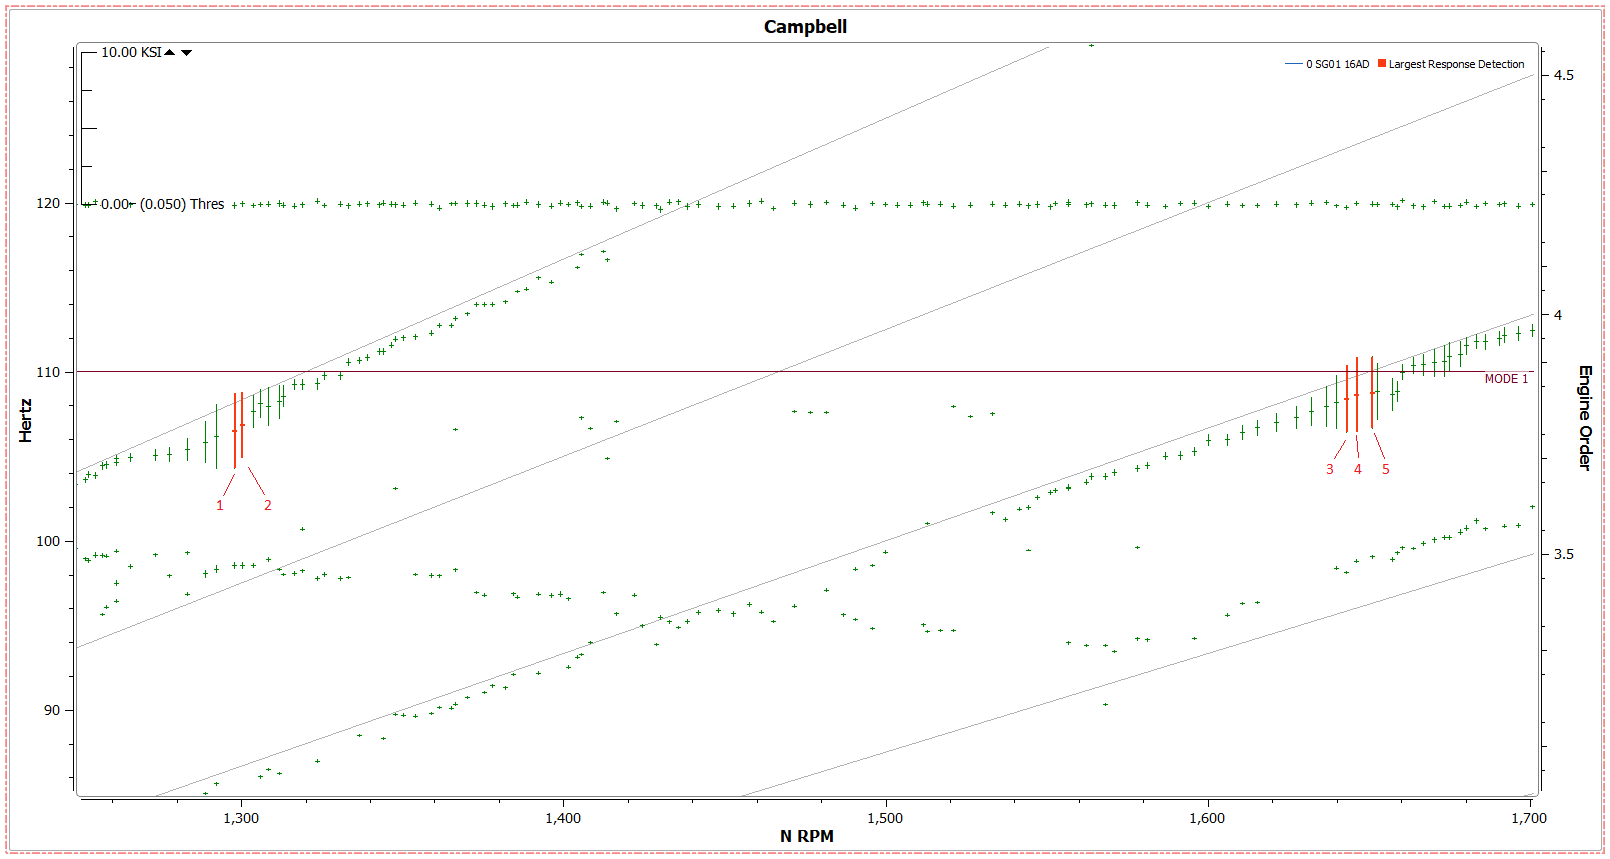 Campbell
10.00 KSI
0 SG01 16AD
Largest Response Detection
4.5
120
0.00 (0.050) Thres
4
110
MODE 1
Hertz
Engine Order
3
4
5
1
2
100
3.5
90
1,300
1,400
1,500
1,600
1,700
N RPM